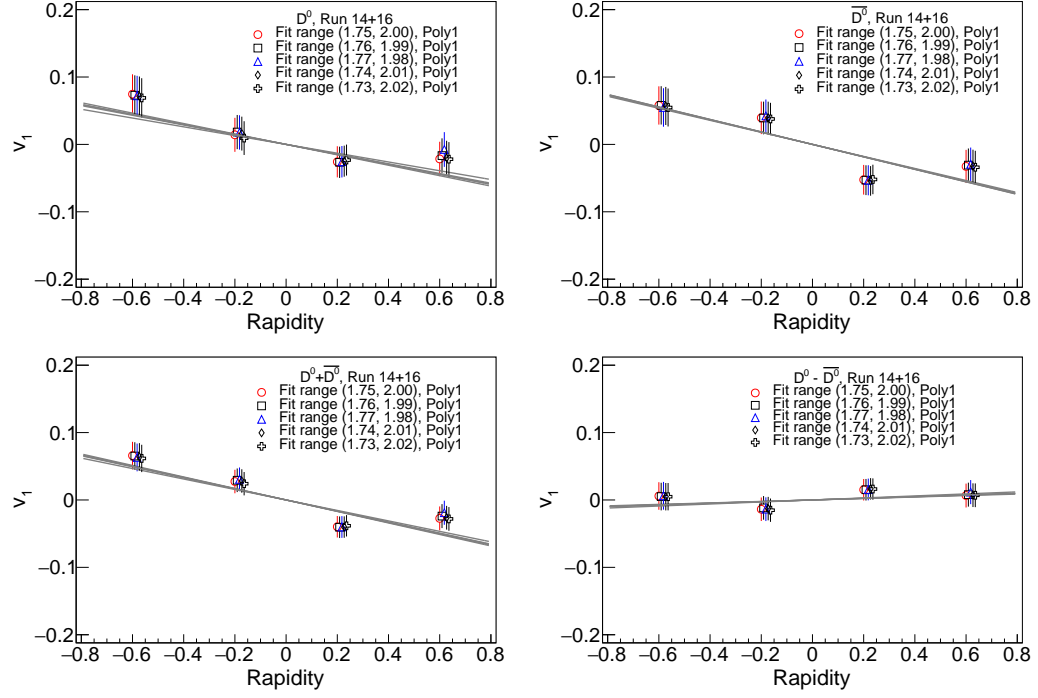 D⁰, Run 14+16
Fit range (1.75, 2.00), Poly1
Fit range (1.76, 1.99), Poly1
Fit range (1.77, 1.98), Poly1
Fit range (1.74, 2.01), Poly1
Fit range (1.73, 2.02), Poly1
0.2
0.1
0
−0.1
−0.2
v₁
−0.8 −0.6 −0.4 −0.2 0 0.2 0.4 0.6 0.8
Rapidity
D̅⁰, Run 14+16
Fit range (1.75, 2.00), Poly1
Fit range (1.76, 1.99), Poly1
Fit range (1.77, 1.98), Poly1
Fit range (1.74, 2.01), Poly1
Fit range (1.73, 2.02), Poly1
0.2
0.1
0
−0.1
−0.2
v₁
−0.8 −0.6 −0.4 −0.2 0 0.2 0.4 0.6 0.8
Rapidity
D⁰+D̅⁰, Run 14+16
Fit range (1.75, 2.00), Poly1
Fit range (1.76, 1.99), Poly1
Fit range (1.77, 1.98), Poly1
Fit range (1.74, 2.01), Poly1
Fit range (1.73, 2.02), Poly1
0.2
0.1
0
−0.1
−0.2
v₁
−0.8 −0.6 −0.4 −0.2 0 0.2 0.4 0.6 0.8
Rapidity
D⁰ - D̅⁰, Run 14+16
Fit range (1.75, 2.00), Poly1
Fit range (1.76, 1.99), Poly1
Fit range (1.77, 1.98), Poly1
Fit range (1.74, 2.01), Poly1
Fit range (1.73, 2.02), Poly1
0.2
0.1
0
−0.1
−0.2
v₁
−0.8 −0.6 −0.4 −0.2 0 0.2 0.4 0.6 0.8
Rapidity